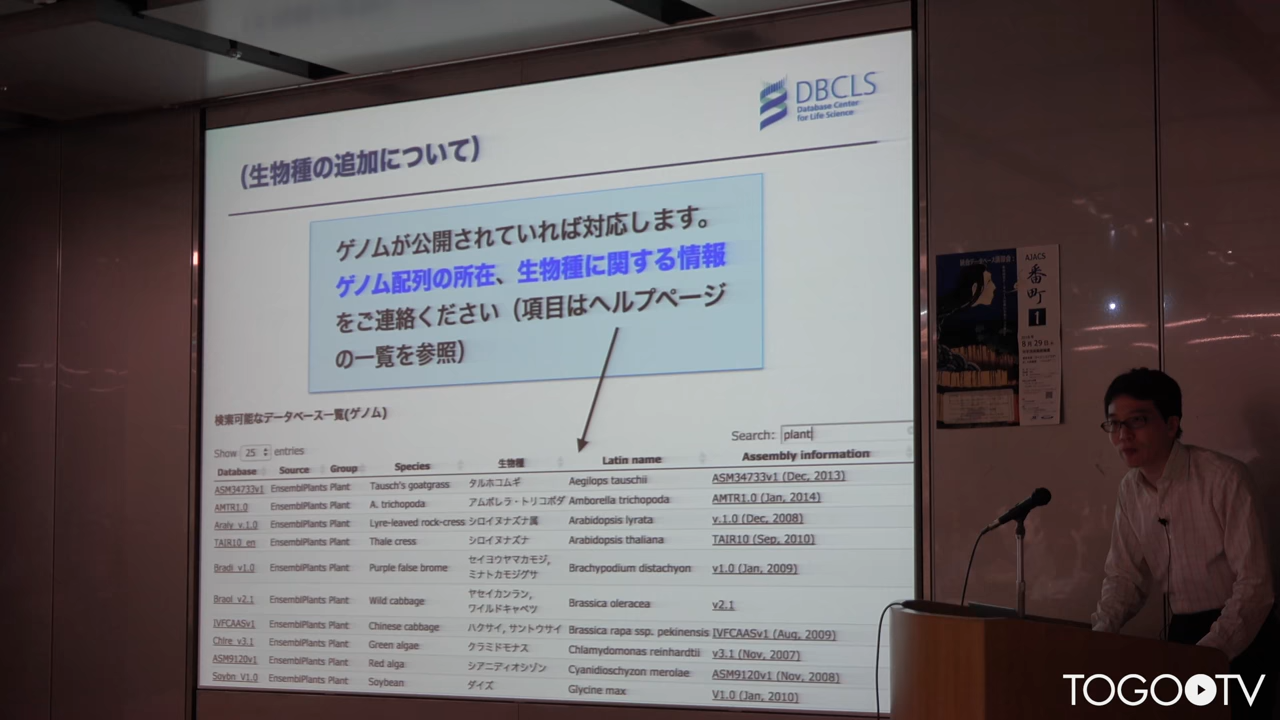 DBCLS
Database Center
for Life Science
(生物種の追加について)
ゲノムが公開されていれば対応します。
ゲノム配列の所在、生物種に関する情報
をご連絡ください(項目はヘルプページ
の一覧を参照)
検索可能なデータベース一覧(ゲノム)
Show 25 entries
Search: plant
Database Source Group Species 生物種 Latin name Assembly information
ASM34733v1 EnsemblPlants Plant Tausch's goatgrass タルホコムギ Aegilops tauschii ASM34733v1 (Dec, 2013)
AMTR1.0 EnsemblPlants Plant A. trichopoda アムボレラ・トリコポダ Amborella trichopoda AMTR1.0 (Jan, 2014)
Araly_v.1.0 EnsemblPlants Plant Lyre-leaved rock-cress シロイヌナズナ属 Arabidopsis lyrata v.1.0 (Dec, 2008)
TAIR10_en EnsemblPlants Plant Thale cress シロイヌナズナ Arabidopsis thaliana TAIR10 (Sep, 2010)
Bradi_v1.0 EnsemblPlants Plant Purple false brome セイヨウヤマカモジ, ミナトカモジグサ Brachypodium distachyon v1.0 (Jan, 2009)
Braol_v2.1 EnsemblPlants Plant Wild cabbage ヤセイカンラン, ワイルドキャベツ Brassica oleracea v2.1
IVFCAASv1 EnsemblPlants Plant Chinese cabbage ハクサイ, サントウサイ Brassica rapa ssp. pekinensis IVFCAASv1 (Aug, 2009)
Chlre_v3.1 EnsemblPlants Plant Green algae クラミドモナス Chlamydomonas reinhardtii v3.1 (Nov, 2007)
ASM9120v1 EnsemblPlants Plant Red alga シアニディオシゾン Cyanidioschyzon merolae ASM9120v1 (Nov, 2008)
Soybn_V1.0 EnsemblPlants Plant Soybean ダイズ Glycine max V1.0 (Jan, 2010)
AJACS
番町
1
8月29日
TOGO TV